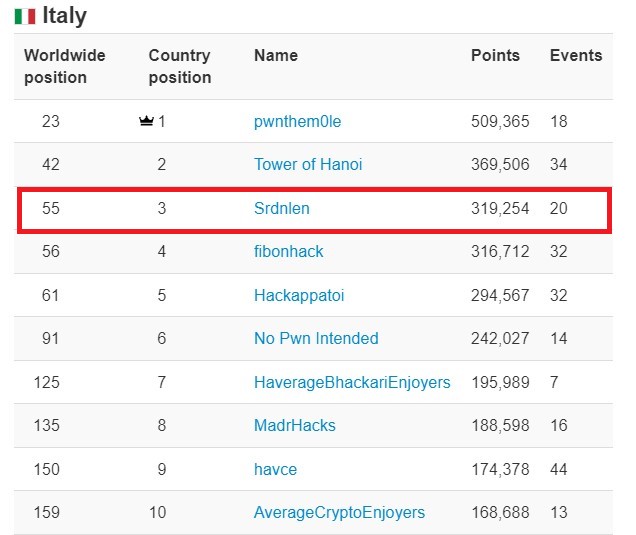 Italy
Worldwide position Country position Name Points Events
23 1 pwnthem0le 509,365 18
42 2 Tower of Hanoi 369,506 34
55 3 Srdnlen 319,254 20
56 4 fibonhack 316,712 32
61 5 Hackappatoi 294,567 32
91 6 No Pwn Intended 242,027 14
125 7 HaverageBhackariEnjoyers 195,989 7
135 8 MadrHacks 188,598 16
150 9 havce 174,378 44
159 10 AverageCryptoEnjoyers 168,688 13